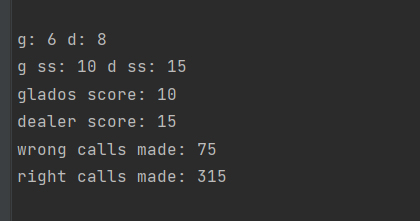 g: 6 d: 8
g ss: 10 d ss: 15
glados score: 10
dealer score: 15
wrong calls made: 75
right calls made: 315